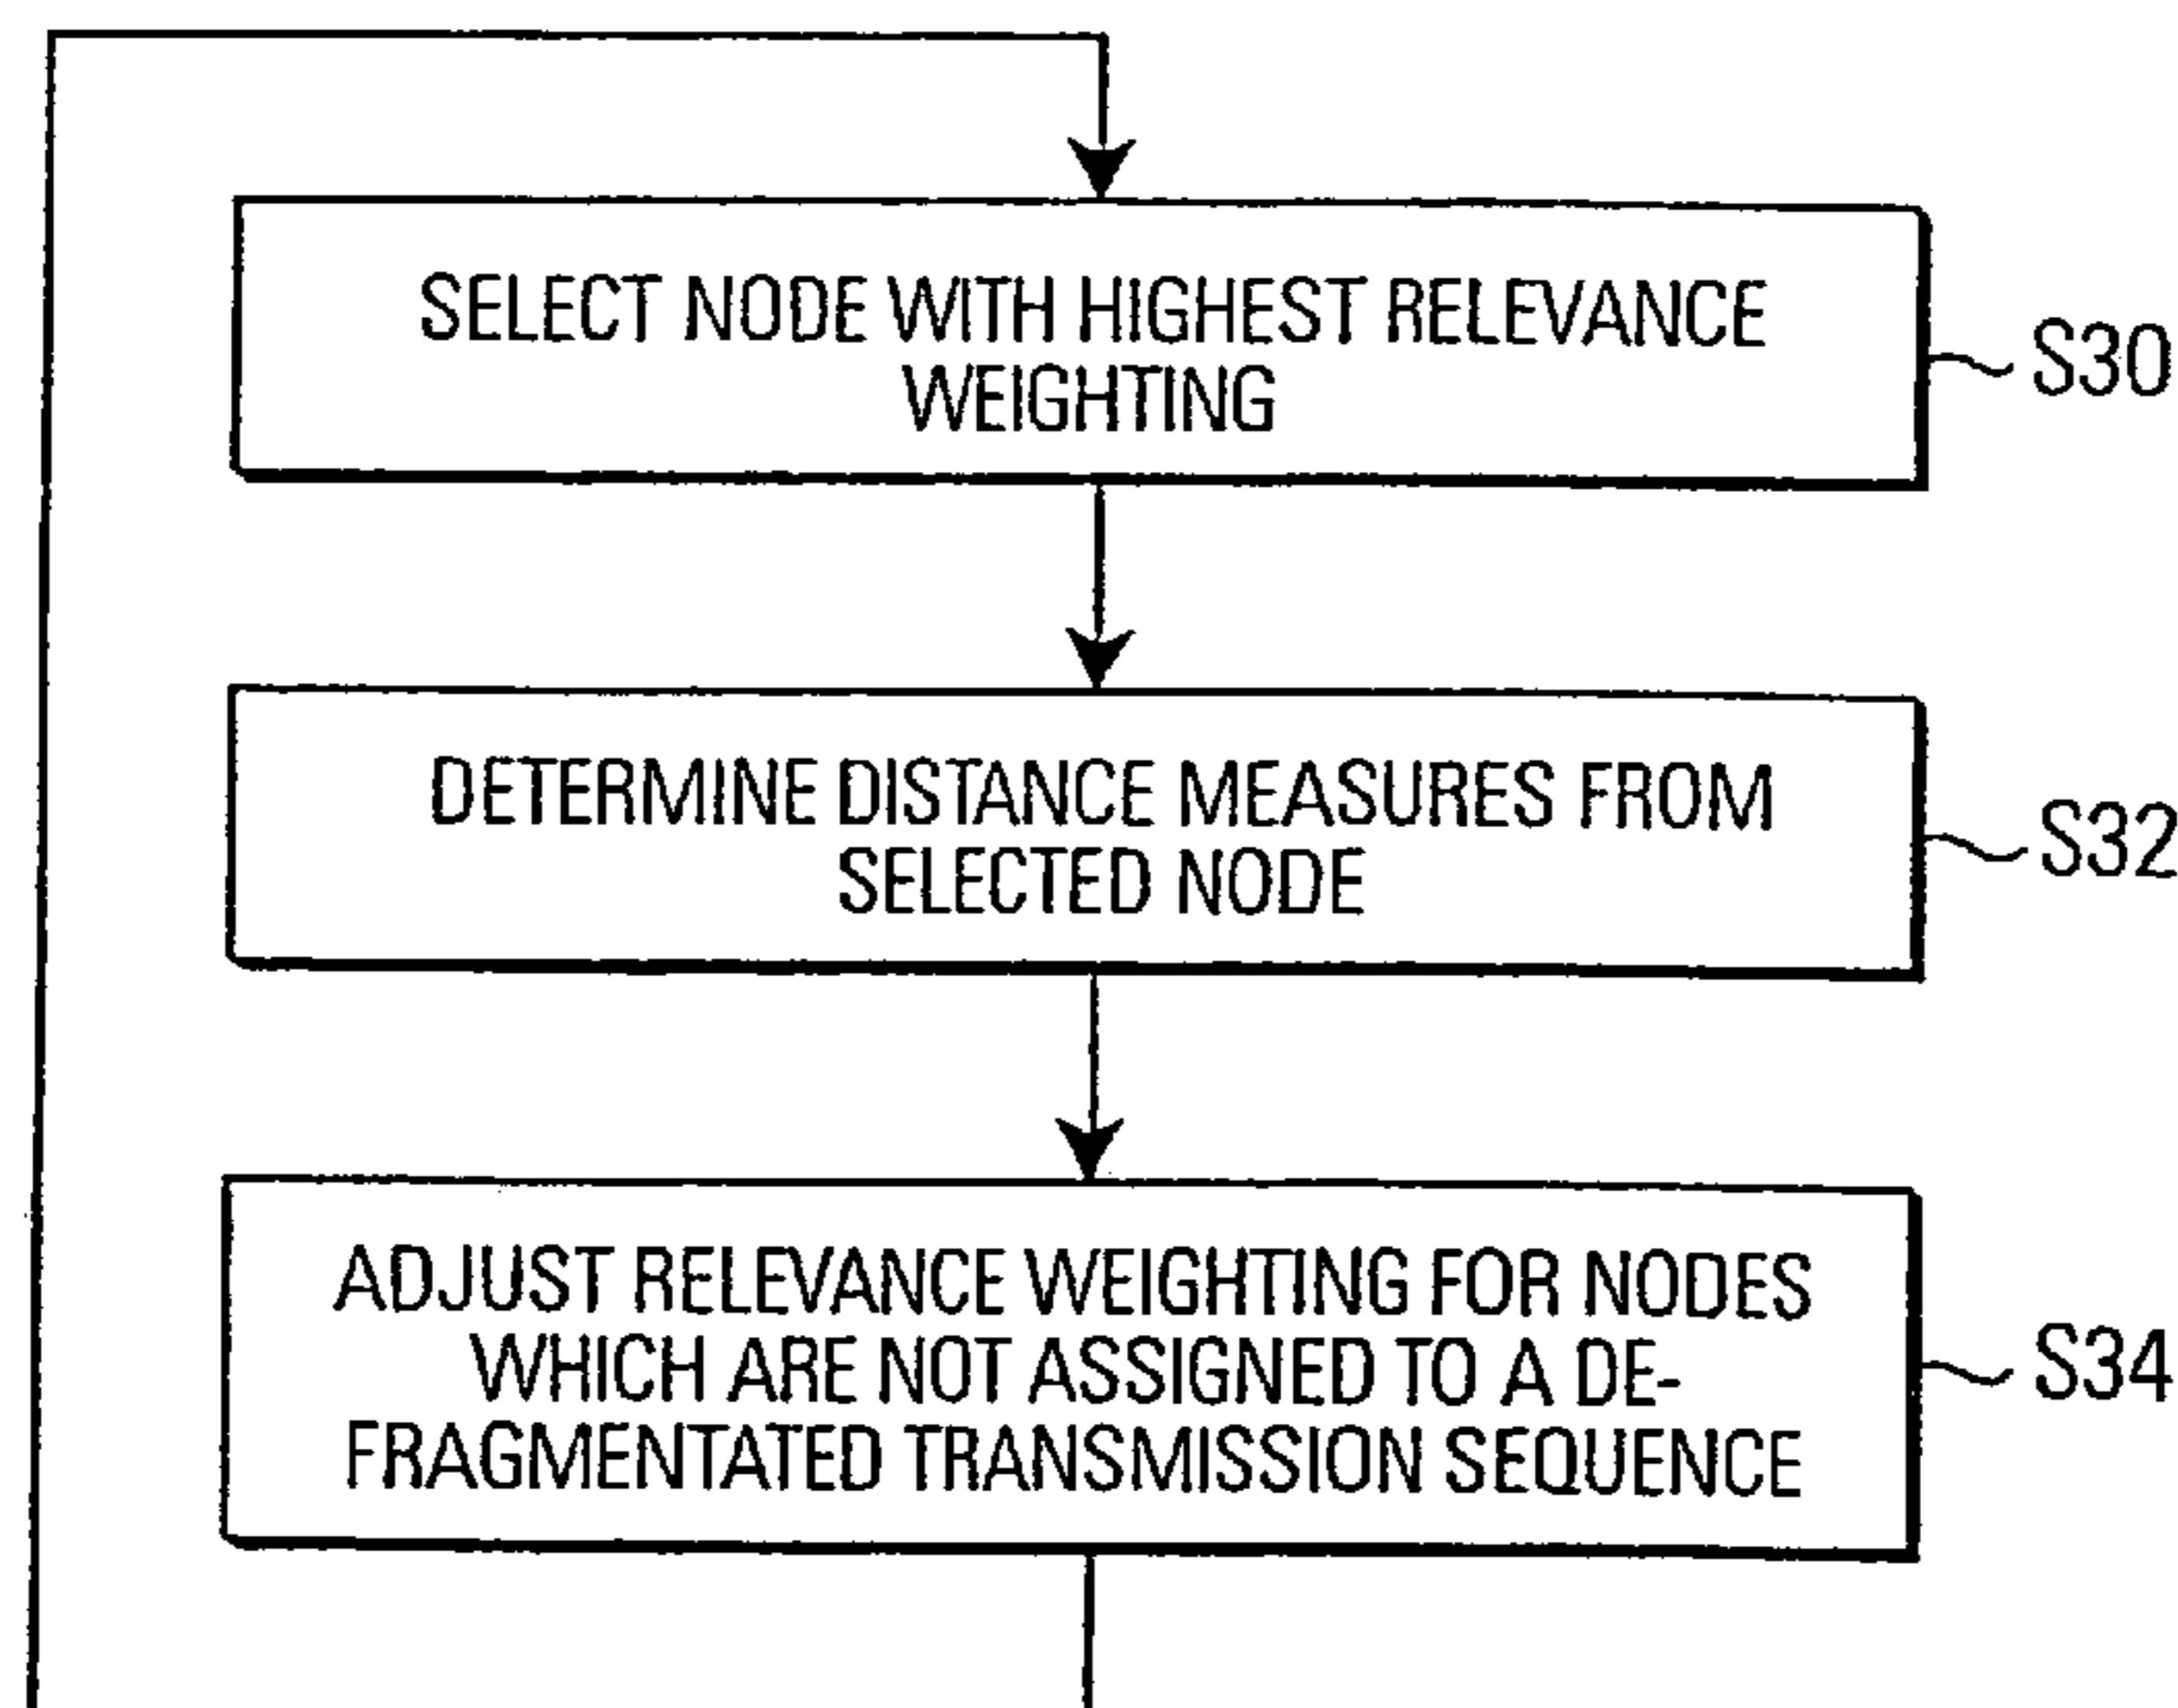 SELECT NODE WITH HIGHEST RELEVANCE
WEIGHTING
S30
DETERMINE DISTANCE MEASURES FROM
SELECTED NODE
S32
ADJUST RELEVANCE WEIGHTING FOR NODES
WHICH ARE NOT ASSIGNED TO A DE-
FRAGMENTATED TRANSMISSION SEQUENCE
S34